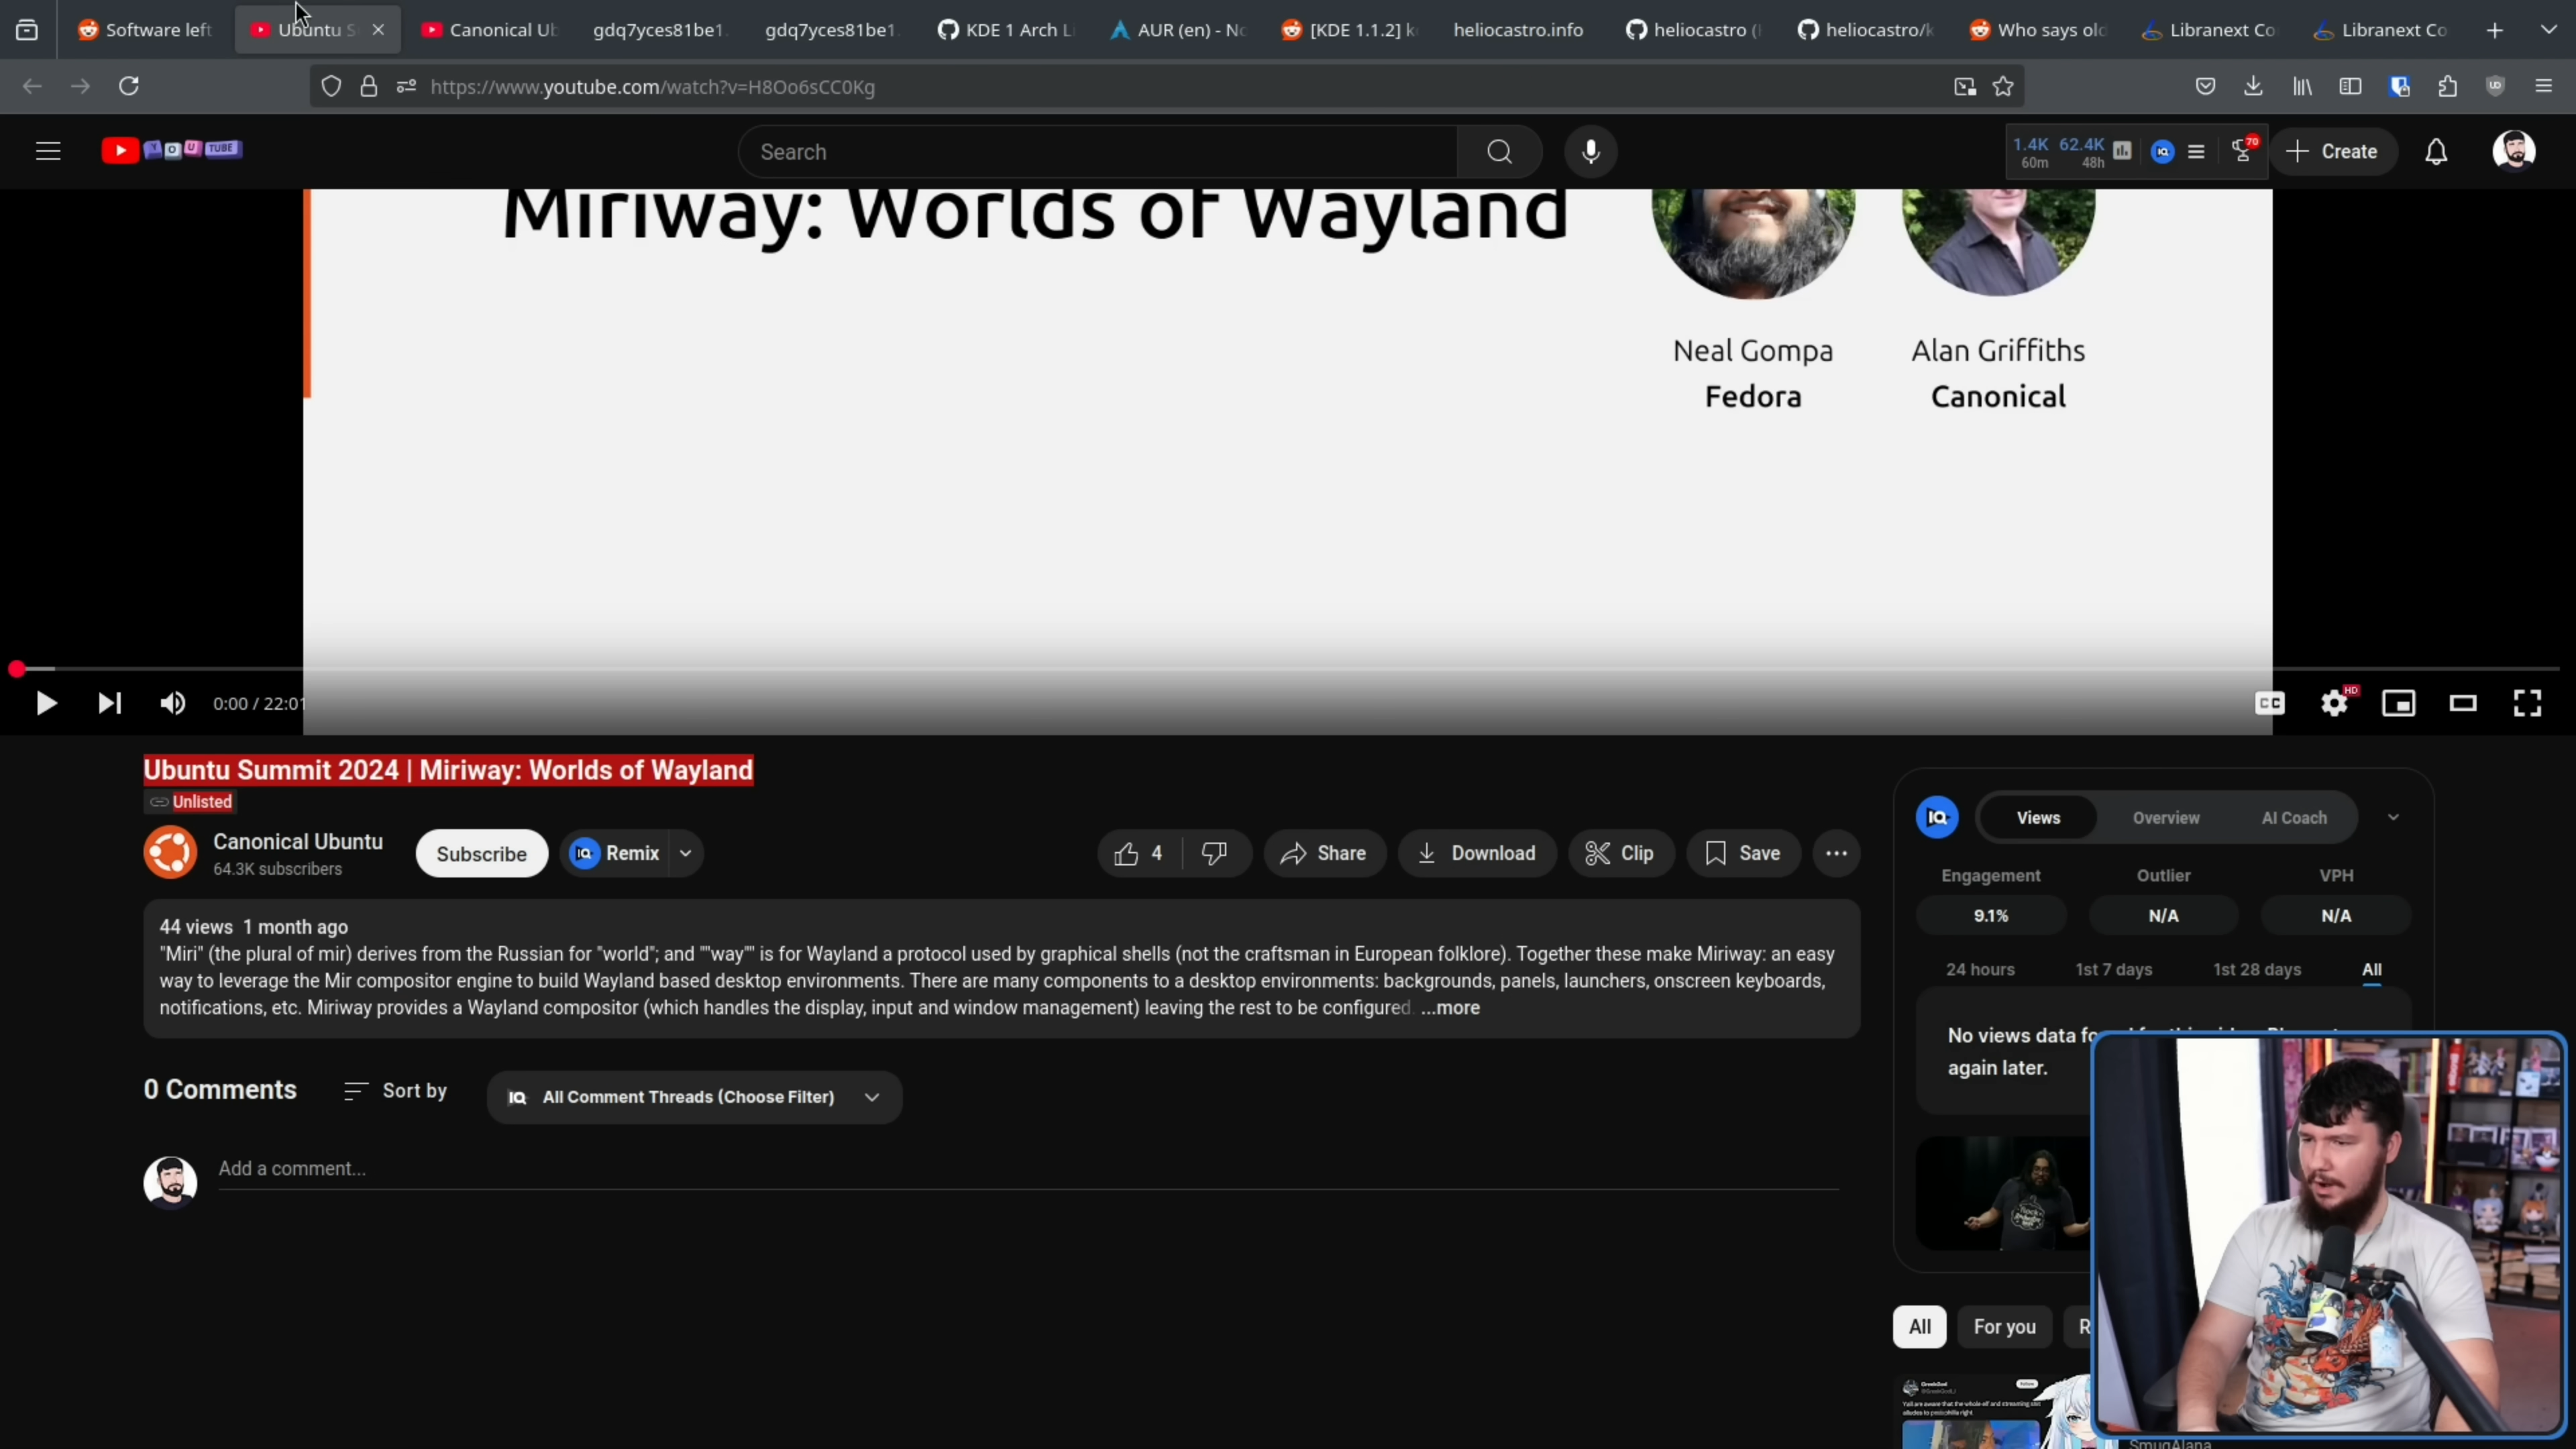 Software left
Ubuntu S
Canonical Ub
gdq7yces81be1.
gdq7yces81be1.
KDE 1 Arch L
AUR (en) - No
[KDE 1.1.2] k
heliocastro.info
heliocastro (
heliocastro/k
Who says old
Libranext Co
Libranext Co
https://www.youtube.com/watch?v=H8Oo6sCC0Kg
YOU TUBE
Search
1.4K 62.4K
60m 48h
IQ
70
Create
Miriway: Worlds of Wayland
Neal Gompa
Fedora
Alan Griffiths
Canonical
0:00 / 22:01
CC
HD
Ubuntu Summit 2024 | Miriway: Worlds of Wayland
Unlisted
Canonical Ubuntu
64.3K subscribers
Subscribe
IQ Remix
4
Share
Download
Clip
Save
44 views 1 month ago
"Miri" (the plural of mir) derives from the Russian for "world"; and ""way"" is for Wayland a protocol used by graphical shells (not the craftsman in European folklore). Together these make Miriway: an easy
way to leverage the Mir compositor engine to build Wayland based desktop environments. There are many components to a desktop environments: backgrounds, panels, launchers, onscreen keyboards,
notifications, etc. Miriway provides a Wayland compositor (which handles the display, input and window management) leaving the rest to be configured. ...more
0 Comments
Sort by
IQ All Comment Threads (Choose Filter)
Add a comment...
IQ
Views
Overview
AI Coach
Engagement
Outlier
VPH
9.1%
N/A
N/A
24 hours
1st 7 days
1st 28 days
All
No views data
again later.
All
For you
R